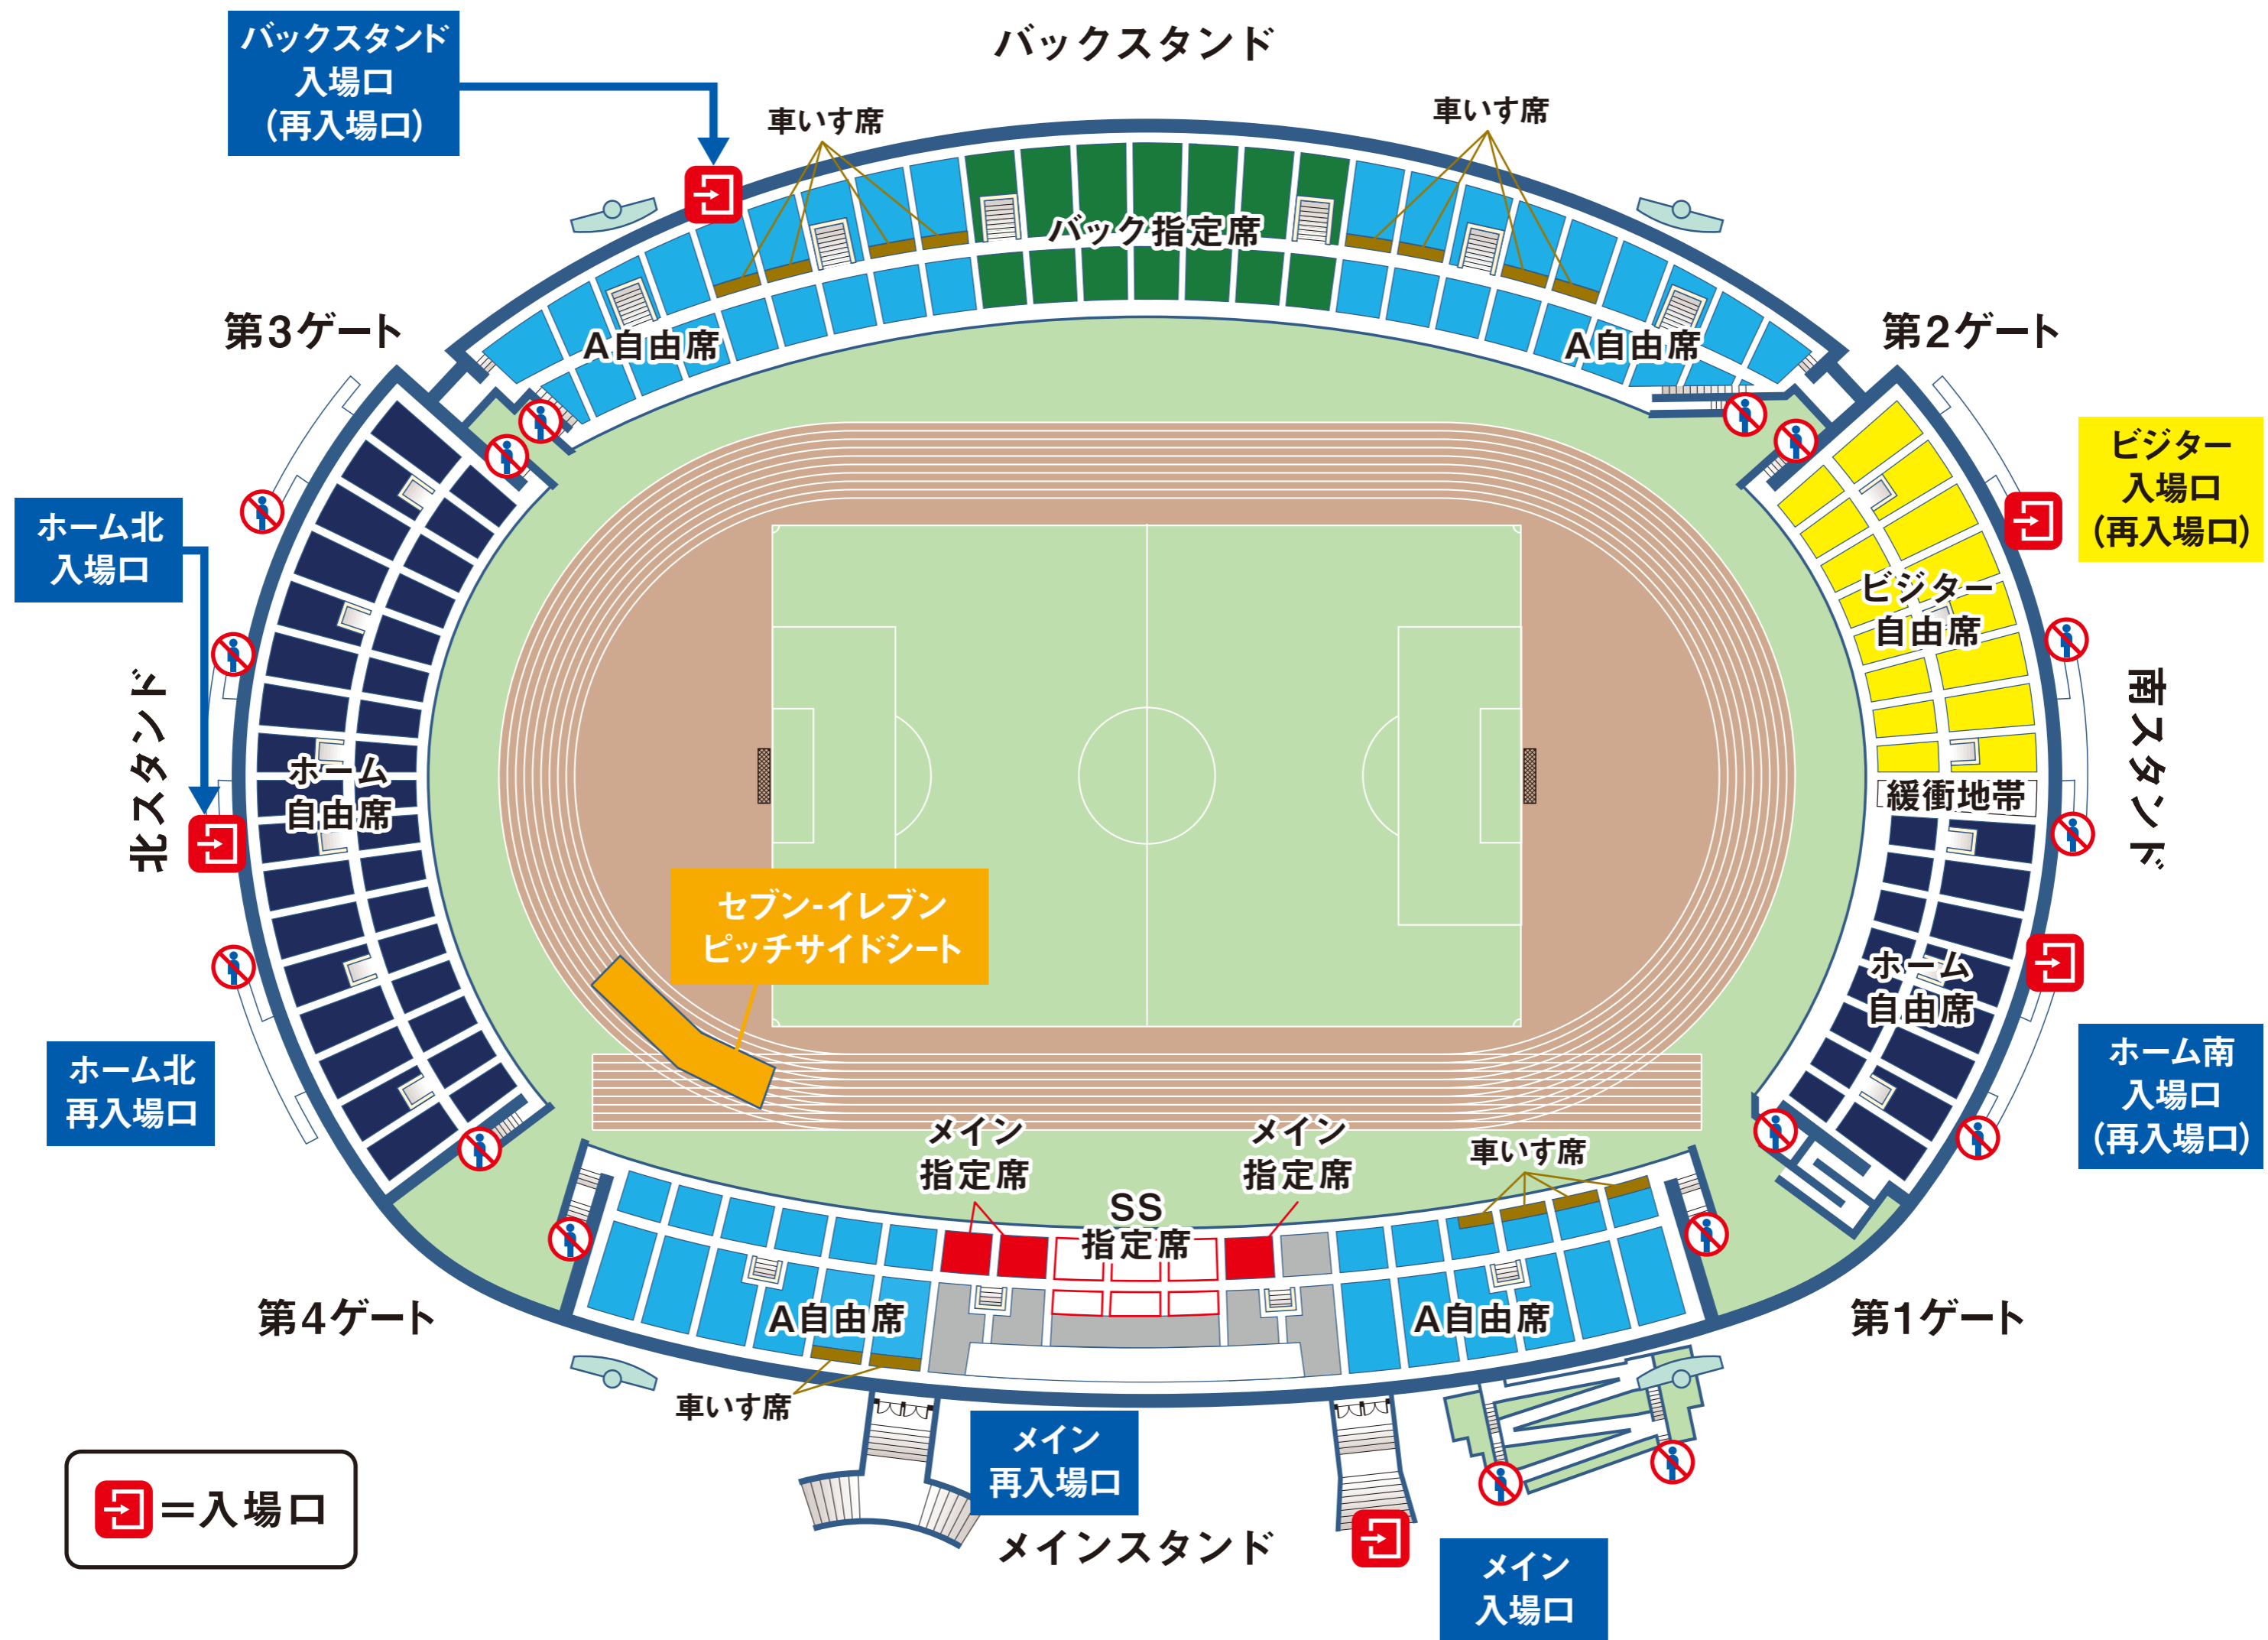 バックスタンド
入場口
(再入場口)
バックスタンド
車いす席
車いす席
バック指定席
第3ゲート
A自由席
A自由席
第2ゲート
ビジター
入場口
(再入場口)
ホーム北
入場口
ビジター
自由席
北スタンド
南スタンド
ホーム
自由席
緩衝地帯
セブン-イレブン
ピッチサイドシート
ホーム
自由席
ホーム北
再入場口
ホーム南
入場口
(再入場口)
メイン
指定席
メイン
指定席
車いす席
SS
指定席
第4ゲート
A自由席
A自由席
第1ゲート
車いす席
メイン
再入場口
=入場口
メインスタンド
メイン
入場口